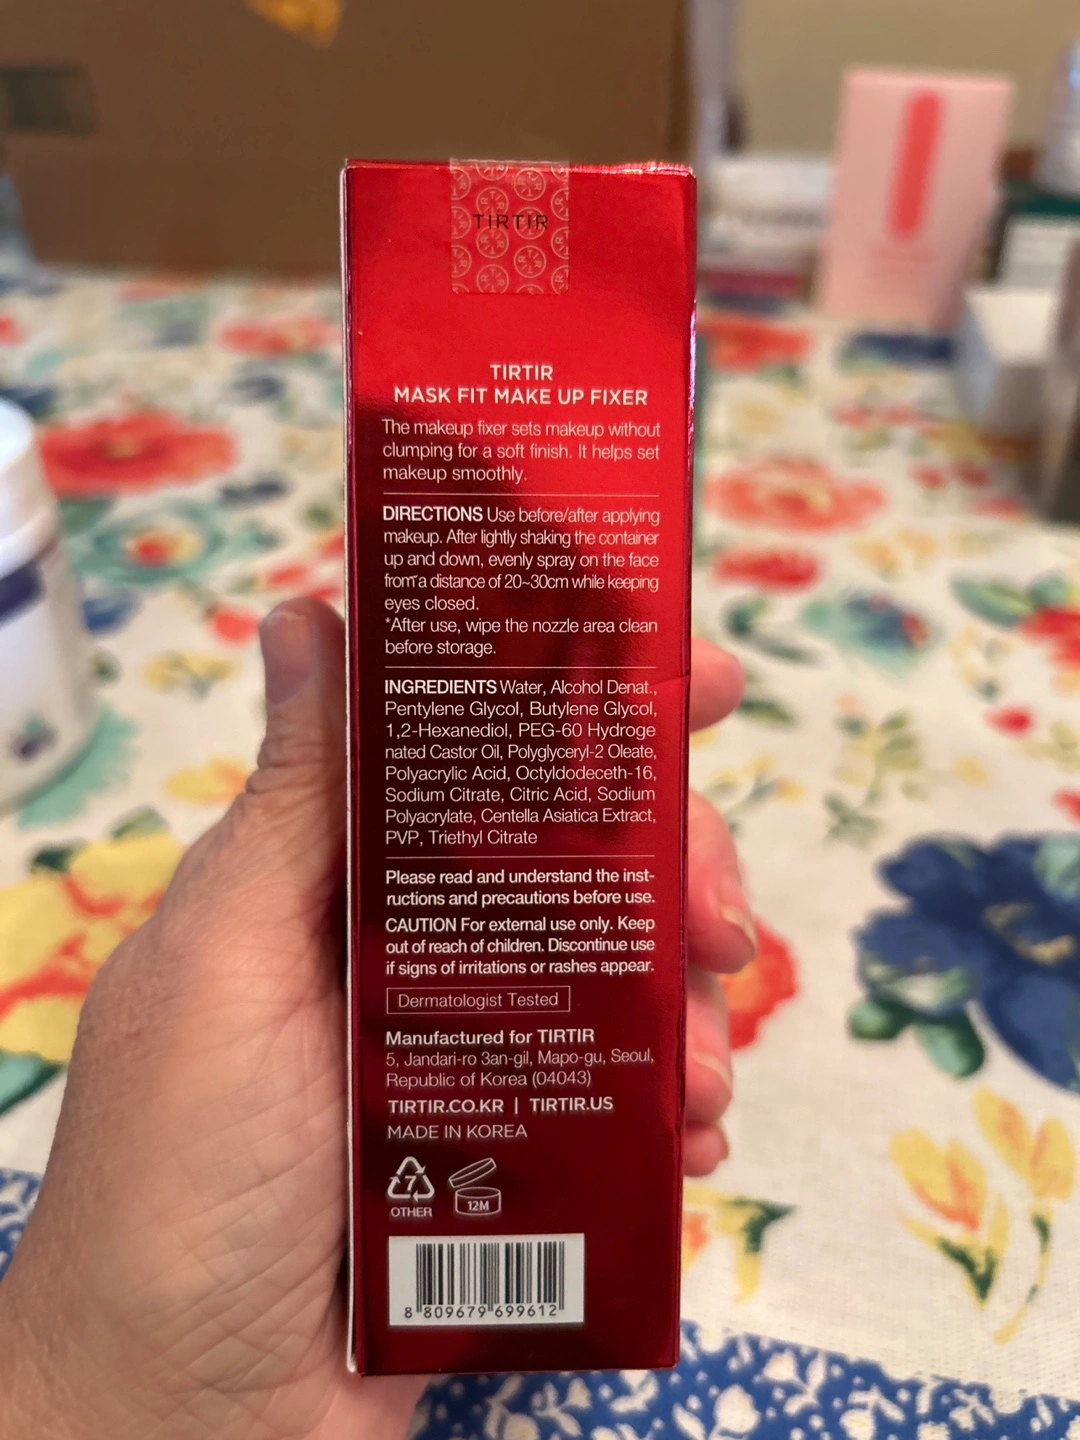 TIRTIR
TIRTIR
MASK FIT MAKE UP FIXER
The makeup fixer sets makeup without
clumping for a soft finish. It helps set
makeup smoothly.
DIRECTIONS Use before/after applying
makeup. After lightly shaking the container
up and down, evenly spray on the face
from a distance of 20~30cm while keeping
eyes closed.
*After use, wipe the nozzle area clean
before storage.
INGREDIENTS Water, Alcohol Denat.,
Pentylene Glycol, Butylene Glycol,
1,2-Hexanediol, PEG-60 Hydroge
nated Castor Oil, Polyglyceryl-2 Oleate,
Polyacrylic Acid, Octyldodeceth-16,
Sodium Citrate, Citric Acid, Sodium
Polyacrylate, Centella Asiatica Extract,
PVP, Triethyl Citrate
Please read and understand the inst-
ructions and precautions before use.
CAUTION For external use only. Keep
out of reach of children. Discontinue use
if signs of irritations or rashes appear.
Dermatologist Tested
Manufactured for TIRTIR
5, Jandari-ro 3an-gil, Mapo-gu, Seoul,
Republic of Korea (04043)
TIRTIR.CO.KR | TIRTIR.US
MADE IN KOREA
7
OTHER
12M
8 809679 699612